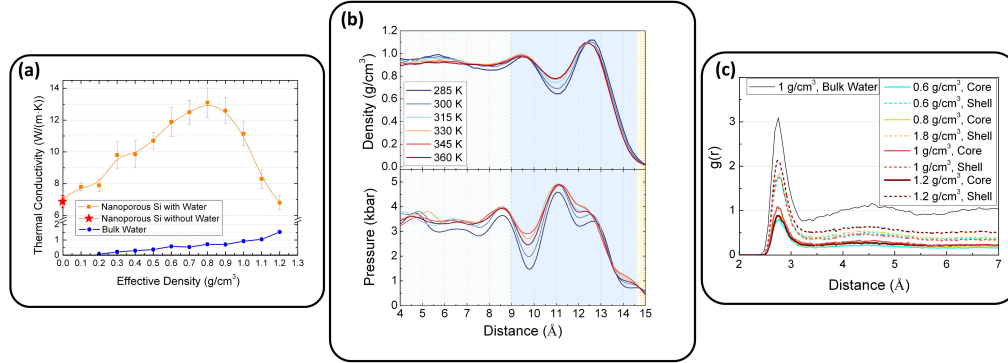 (a)
Thermal Conductivity (W/(m·K))
14
12
10
8
6
2
1
0
Nanoporous Si with Water
Nanoporous Si without Water
Bulk Water
0.0 0.1 0.2 0.3 0.4 0.5 0.6 0.7 0.8 0.9 1.0 1.1 1.2 1.3
Effective Density (g/cm³)
(b)
Density (g/cm³)
1.2
1.0
0.8
0.6
0.4
0.2
0.0
285 K
300 K
315 K
330 K
345 K
360 K
Pressure (kbar)
5
4
3
2
1
0
4 5 6 7 8 9 10 11 12 13 14 15
Distance (Å)
(c)
g(r)
4
3
2
1
0
1 g/cm³, Bulk Water
0.6 g/cm³, Core
0.6 g/cm³, Shell
0.8 g/cm³, Core
1.8 g/cm³, Shell
1 g/cm³, Core
1 g/cm³, Shell
1.2 g/cm³, Core
1.2 g/cm³, Shell
2 3 4 5 6 7
Distance (Å)